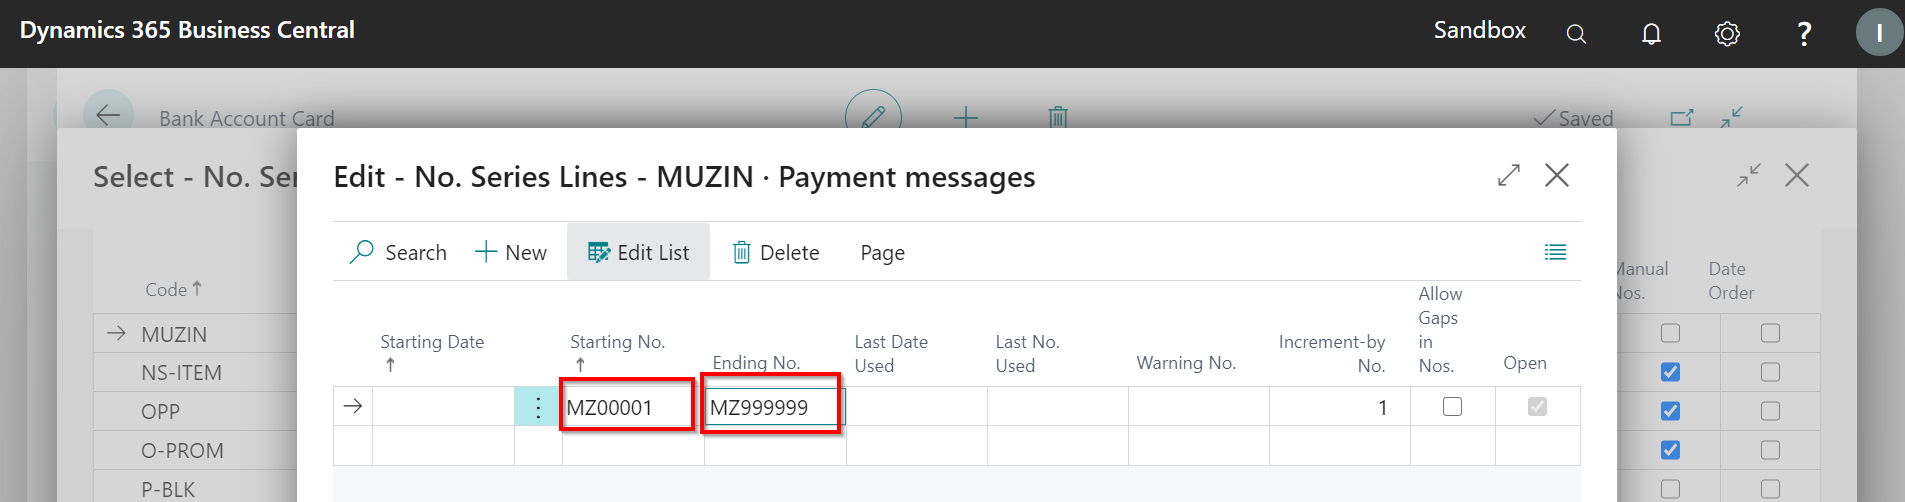 Dynamics 365 Business Central
Sandbox
?
I
Bank Account Card
Saved
Select - No. Ser
Edit - No. Series Lines - MUZIN · Payment messages
Search
New
Edit List
Delete
Page
Code ↑
Manual
Nos.
Date
Order
Starting Date
↑
Starting No.
↑
Ending No.
Last Date
Used
Last No.
Used
Warning No.
Increment-by
No.
Allow
Gaps
in
Nos.
Open
MZ00001
MZ999999
1
MUZIN
NS-ITEM
OPP
O-PROM
P-BLK